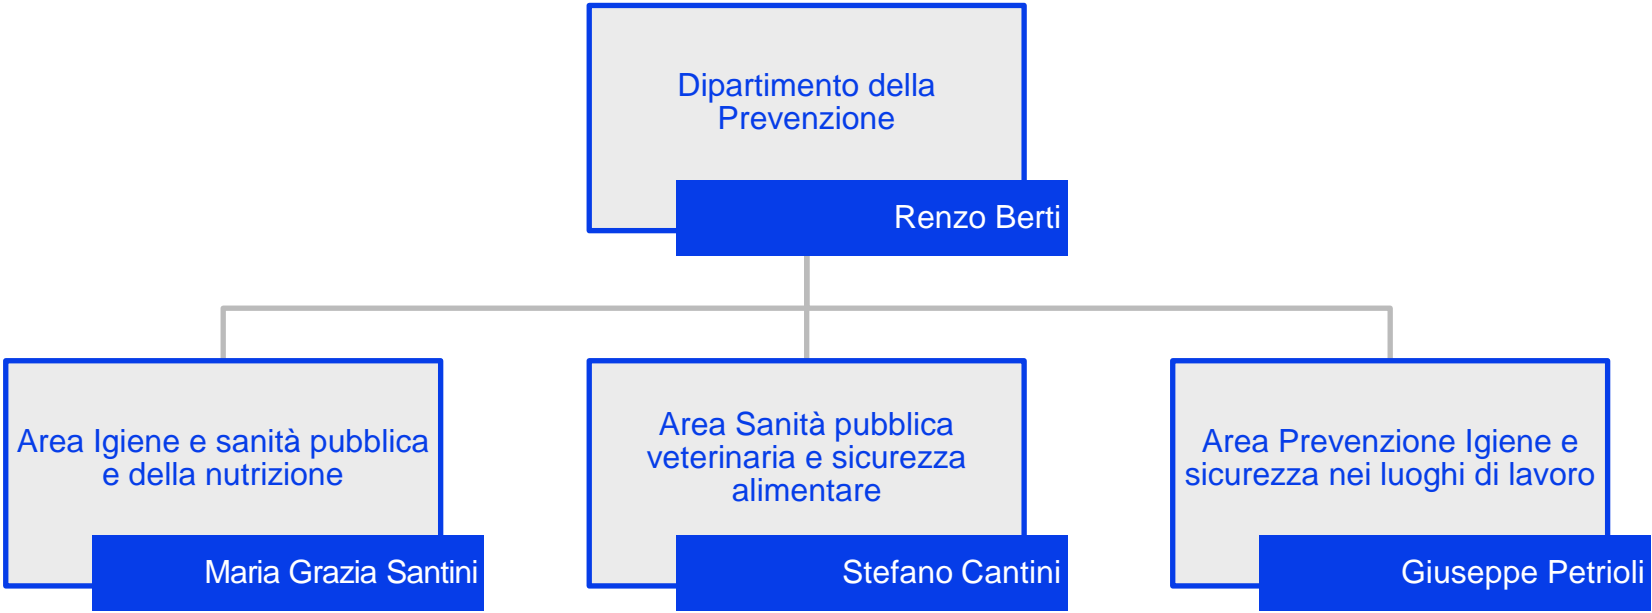 Dipartimento della
Prevenzione
Renzo Berti
Area Igiene e sanità pubblica
e della nutrizione
Maria Grazia Santini
Area Sanità pubblica
veterinaria e sicurezza
alimentare
Stefano Cantini
Area Prevenzione Igiene e
sicurezza nei luoghi di lavoro
Giuseppe Petrioli